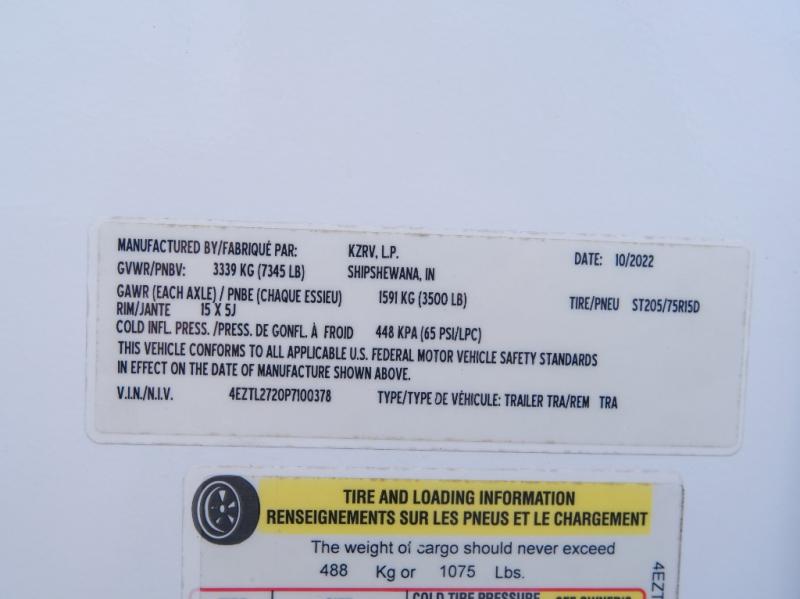 MANUFACTURED BY/FABRIQUÉ PAR: KZRV, L.P. DATE: 10/2022
GVWR/PNBV: 3339 KG (7345 LB) SHIPSHEWANA, IN
GAWR (EACH AXLE) / PNBE (CHAQUE ESSIEU) 1591 KG (3500 LB) TIRE/PNEU ST205/75R15D
RIM/JANTE 15 X 5J
COLD INFL. PRESS. /PRESS. DE GONFL. À FROID 448 KPA (65 PSI/LPC)
THIS VEHICLE CONFORMS TO ALL APPLICABLE U.S. FEDERAL MOTOR VEHICLE SAFETY STANDARDS
IN EFFECT ON THE DATE OF MANUFACTURE SHOWN ABOVE.
V.I.N./N.I.V. 4EZTL2720P7100378 TYPE/TYPE DE VÉHICULE: TRAILER TRA/REM TRA
TIRE AND LOADING INFORMATION
RENSEIGNEMENTS SUR LES PNEUS ET LE CHARGEMENT
The weight of cargo should never exceed
488 Kg or 1075 Lbs.
4EZT
COLD TIRE PRESSURE SEE OWNER'S